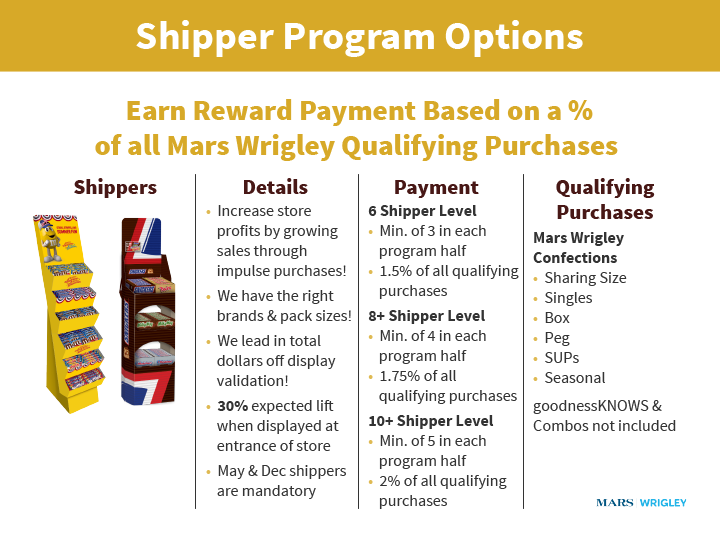 Shipper Program Options
Earn Reward Payment Based on a %
of all Mars Wrigley Qualifying Purchases
Shippers
Details
• Increase store
profits by growing
sales through
impulse purchases!
• We have the right
brands & pack sizes!
• We lead in total
dollars off display
validation!
• 30% expected lift
when displayed at
entrance of store
• May & Dec shippers
are mandatory
Payment
6 Shipper Level
• Min. of 3 in each
program half
• 1.5% of all qualifying
purchases
8+ Shipper Level
• Min. of 4 in each
program half
• 1.75% of all
qualifying purchases
10+ Shipper Level
• Min. of 5 in each
program half
• 2% of all qualifying
purchases
Qualifying
Purchases
Mars Wrigley
Confections
• Sharing Size
• Singles
• Box
• Peg
• SUPs
• Seasonal
goodnessKNOWS &
Combos not included
MARS WRIGLEY